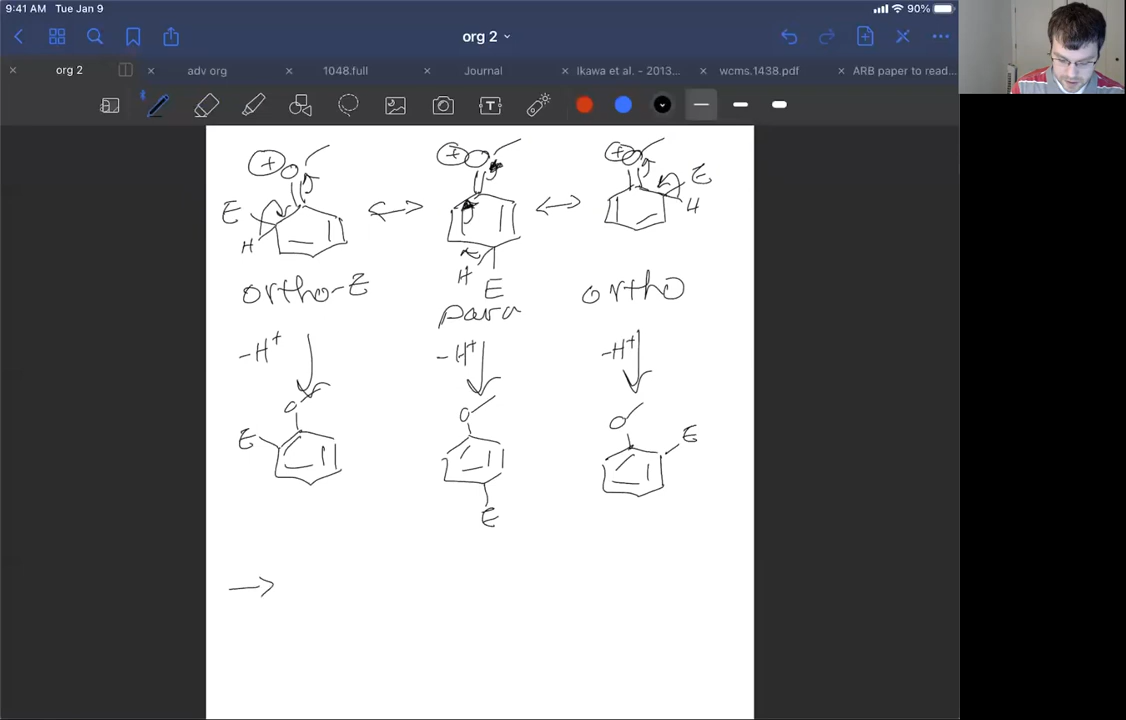 9:41 AM Tue Jan 9
90%
org 2
org 2
adv org
1048.full
Journal
Ikawa et al. - 2013...
wcms.1438.pdf
ARB paper to read...
+ O
+ O
+ O
E
E
H
H
H
E
ortho-E
para
ortho
-H+
-H+
-H+
O
O
O
E
E
E